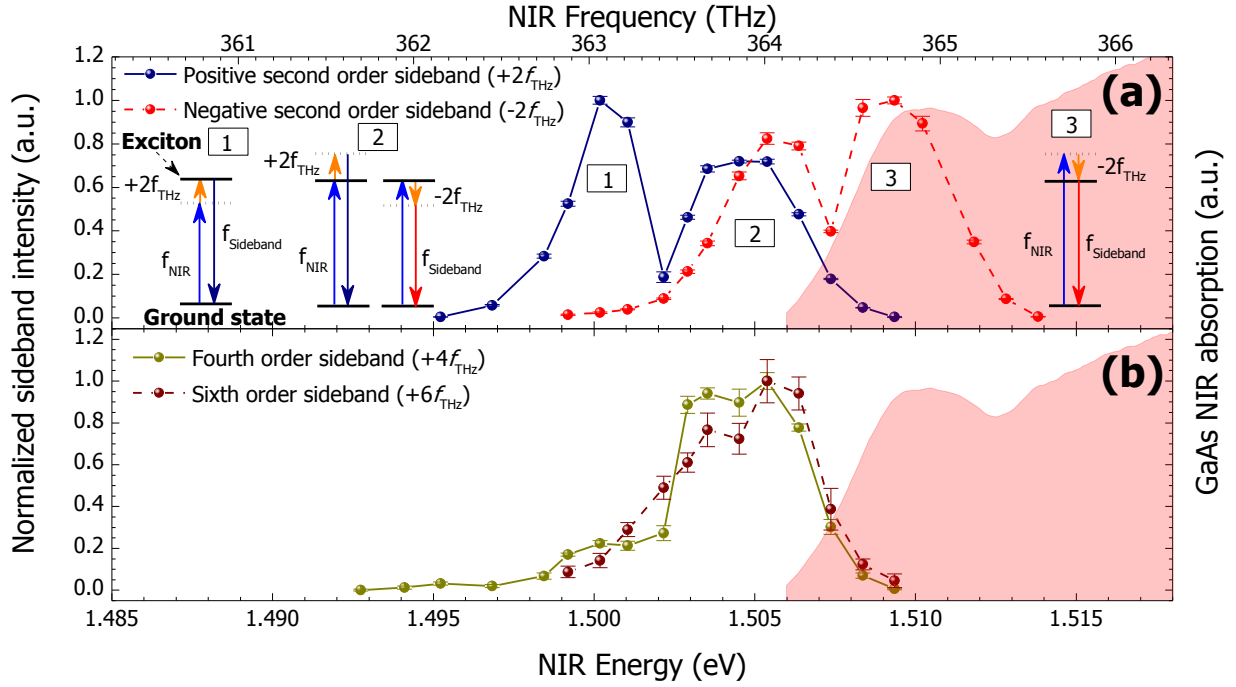 NIR Frequency (THz)
361 362 363 364 365 366
Normalized sideband intensity (a.u.)
GaAs NIR absorption (a.u.)
1.2
1.0
0.8
0.6
0.4
0.2
0.0
Positive second order sideband (+2fTHz)
Negative second order sideband (-2fTHz)
(a)
Exciton
1
+2fTHz
fNIR
fSideband
Ground state
2
+2fTHz
-2fTHz
fNIR
fSideband
1
2
3
3
-2fTHz
fNIR
fSideband
1.2
1.0
0.8
0.6
0.4
0.2
0.0
Fourth order sideband (+4fTHz)
Sixth order sideband (+6fTHz)
(b)
1.485 1.490 1.495 1.500 1.505 1.510 1.515
NIR Energy (eV)